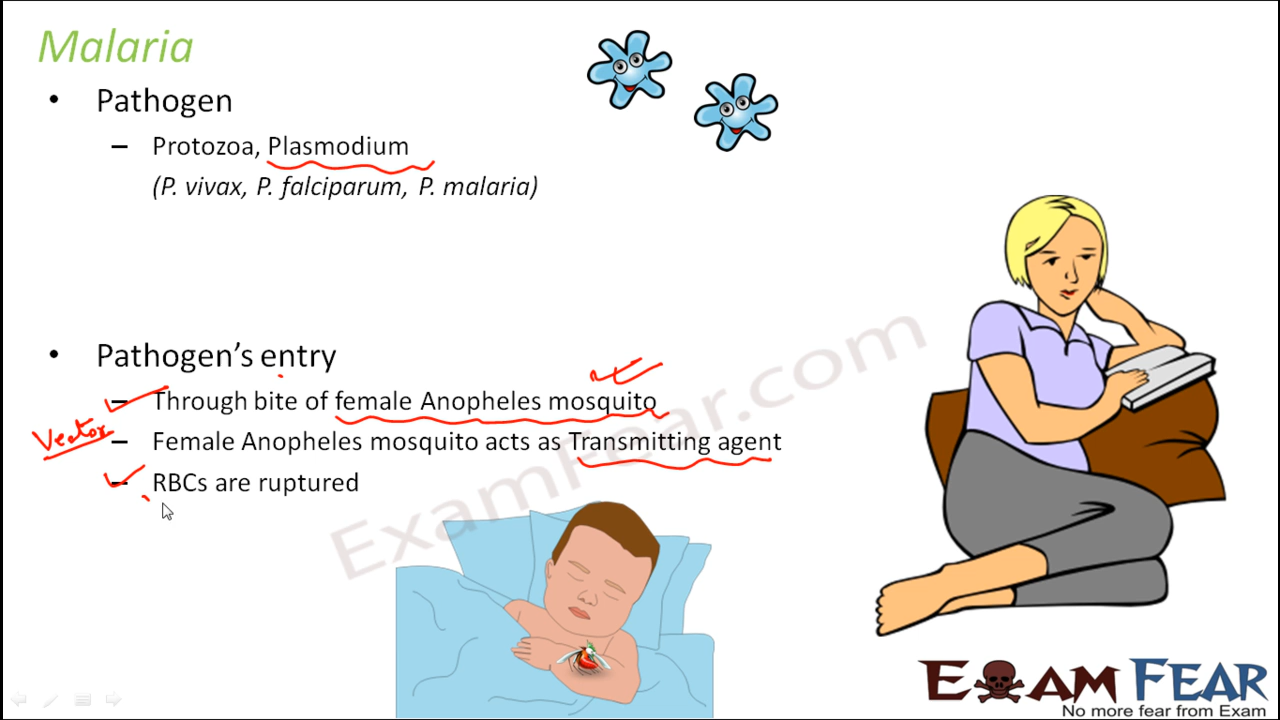 Malaria
• Pathogen
– Protozoa, Plasmodium
(P. vivax, P. falciparum, P. malaria)
• Pathogen's entry
– Through bite of female Anopheles mosquito
Vector
– Female Anopheles mosquito acts as Transmitting agent
– RBCs are ruptured
ExamFear.com
EXAM FEAR
No more fear from Exam